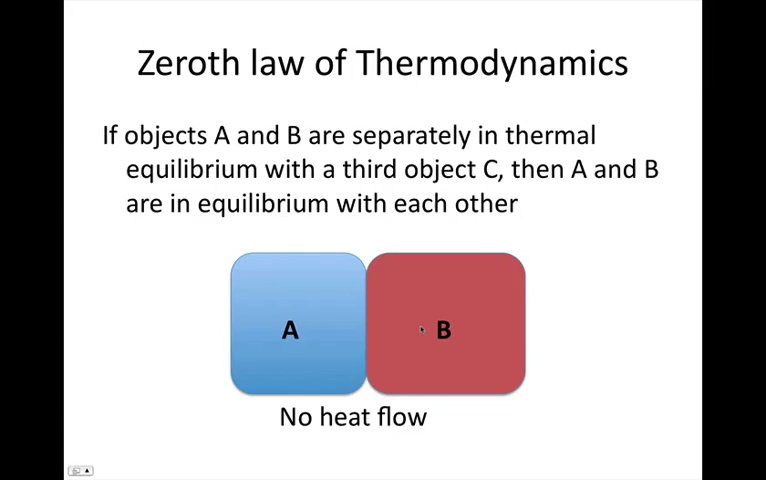 Zeroth law of Thermodynamics
If objects A and B are separately in thermal
equilibrium with a third object C, then A and B
are in equilibrium with each other
A
B
No heat flow